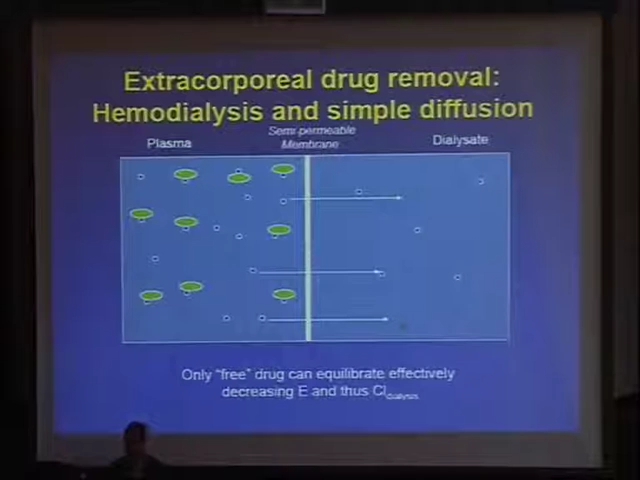 Extracorporeal drug removal:
Hemodialysis and simple diffusion
Plasma
Semi-permeable
Membrane
Dialysate
Only "free" drug can equilibrate effectively
decreasing E and thus Cl dialysis